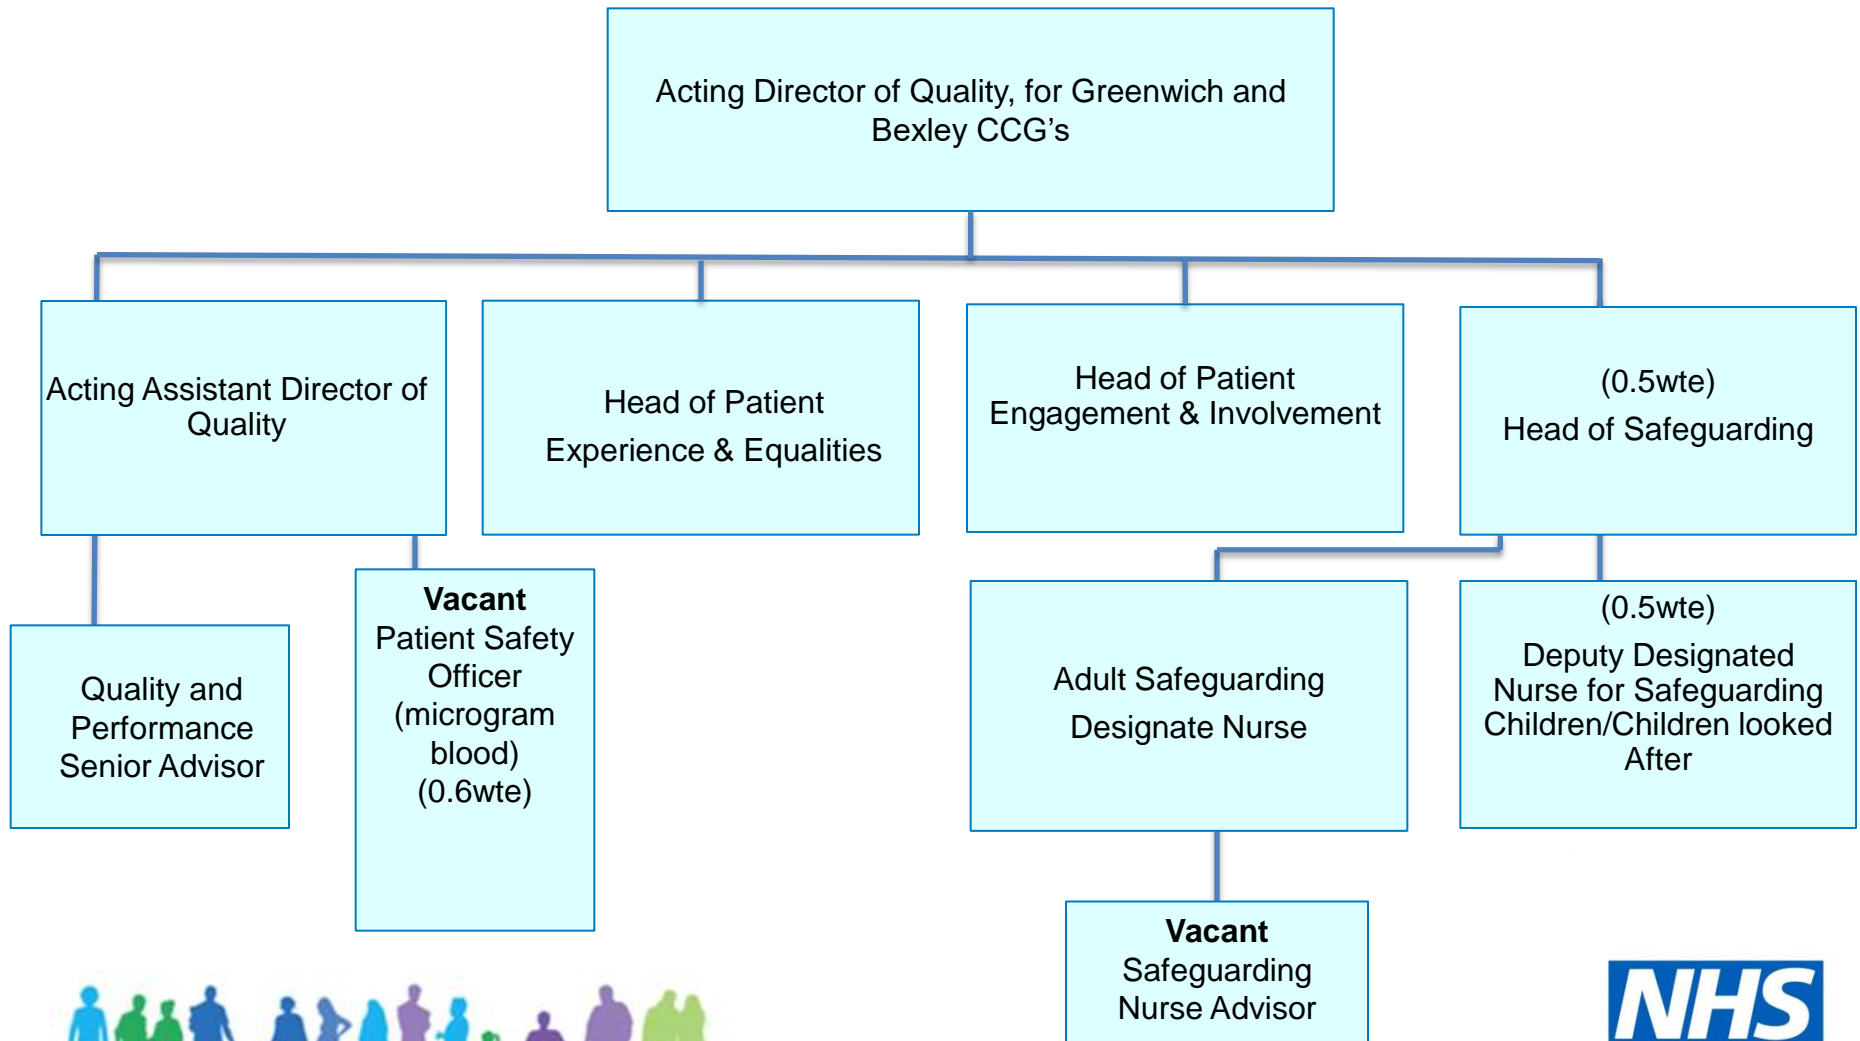 Acting Director of Quality, for Greenwich and
Bexley CCG’s
Acting Assistant Director of
Quality
Head of Patient
Experience & Equalities
Head of Patient
Engagement & Involvement
(0.5wte)
Head of Safeguarding
Quality and
Performance
Senior Advisor
Vacant
Patient Safety
Officer
(microgram
blood)
(0.6wte)
Adult Safeguarding
Designate Nurse
(0.5wte)
Deputy Designated
Nurse for Safeguarding
Children/Children looked
After
Vacant
Safeguarding
Nurse Advisor
NHS